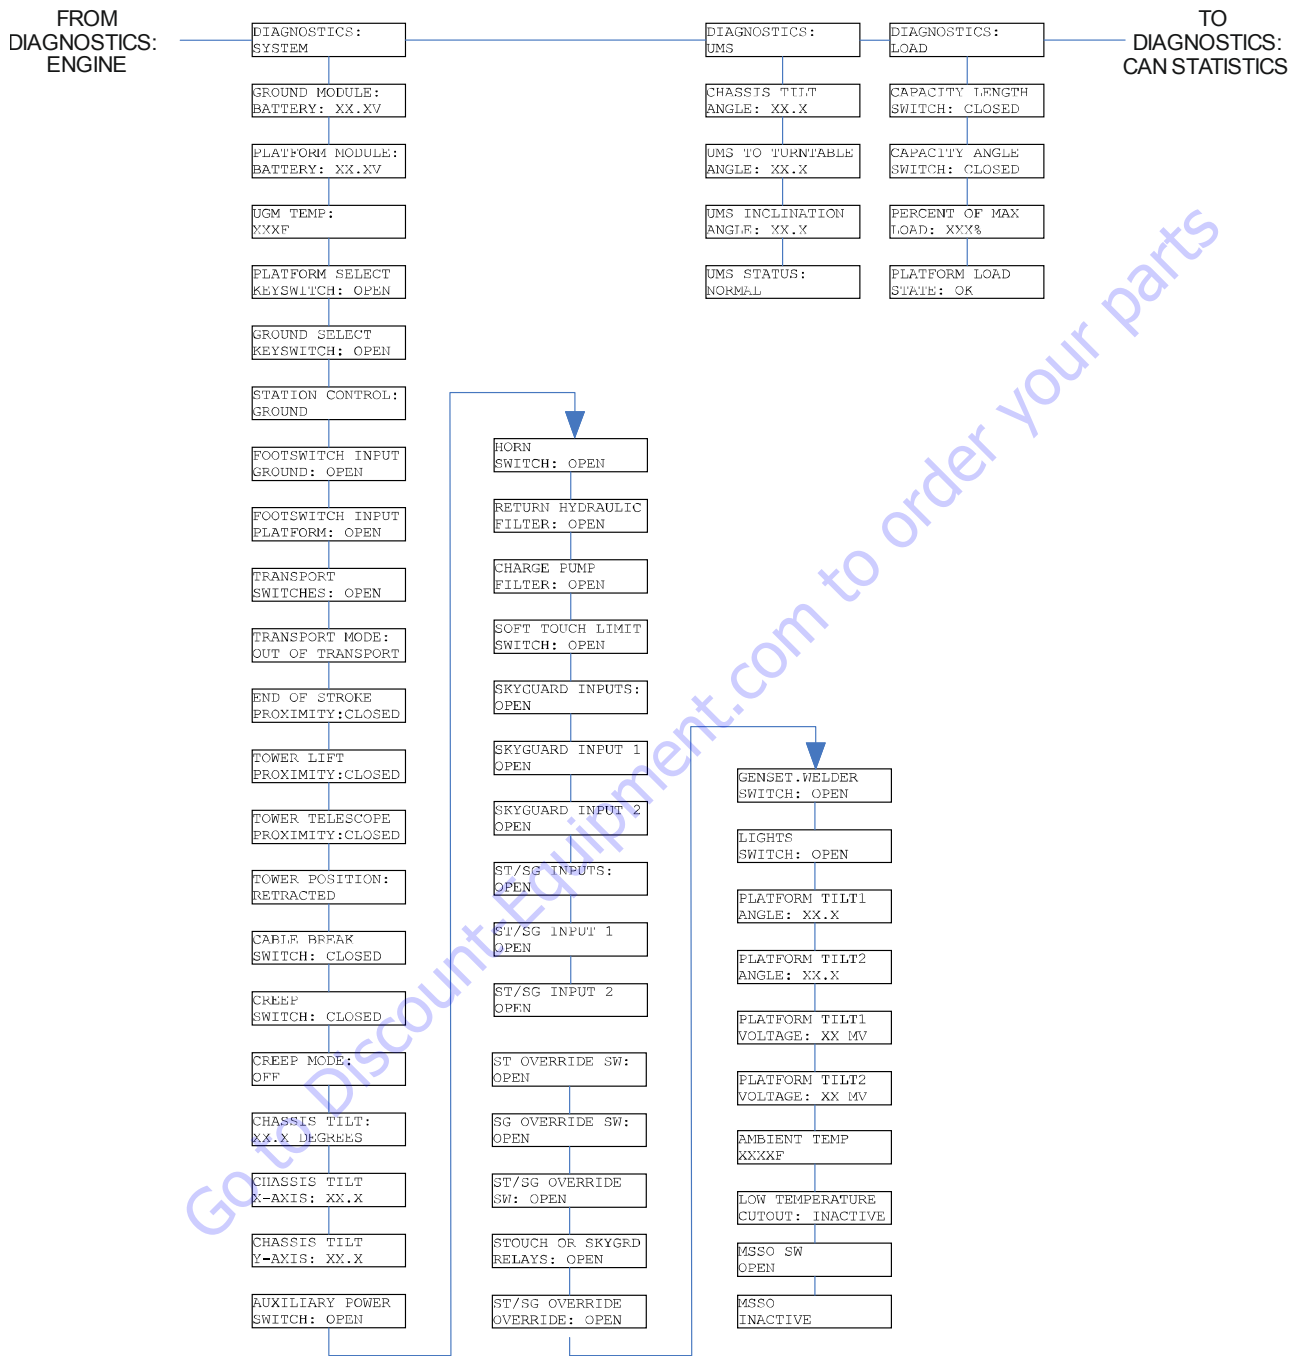 FROM
DIAGNOSTICS:
ENGINE
DIAGNOSTICS:
SYSTEM
GROUND MODULE:
BATTERY: XX.XV
PLATFORM MODULE:
BATTERY: XX.XV
UGM TEMP:
XXXF
PLATFORM SELECT
KEYSWITCH: OPEN
GROUND SELECT
KEYSWITCH: OPEN
STATION CONTROL:
GROUND
FOOTSWITCH INPUT
GROUND: OPEN
FOOTSWITCH INPUT
PLATFORM: OPEN
TRANSPORT
SWITCHES: OPEN
TRANSPORT MODE:
OUT OF TRANSPORT
END OF STROKE
PROXIMITY:CLOSED
TOWER LIFT
PROXIMITY:CLOSED
TOWER TELESCOPE
PROXIMITY:CLOSED
TOWER POSITION:
RETRACTED
CABLE BREAK
SWITCH: CLOSED
CREEP
SWITCH: CLOSED
CREEP MODE:
OFF
CHASSIS TILT:
XX.X DEGREES
CHASSIS TILT
X-AXIS: XX.X
CHASSIS TILT
Y-AXIS: XX.X
AUXILIARY POWER
SWITCH: OPEN
HORN
SWITCH: OPEN
RETURN HYDRAULIC
FILTER: OPEN
CHARGE PUMP
FILTER: OPEN
SOFT TOUCH LIMIT
SWITCH: OPEN
SKYGUARD INPUTS:
OPEN
SKYGUARD INPUT 1
OPEN
SKYGUARD INPUT 2
OPEN
ST/SG INPUTS:
OPEN
ST/SG INPUT 1
OPEN
ST/SG INPUT 2
OPEN
ST OVERRIDE SW:
OPEN
SG OVERRIDE SW:
OPEN
ST/SG OVERRIDE
SW: OPEN
STOUCH OR SKYGRD
RELAYS: OPEN
ST/SG OVERRIDE
OVERRIDE: OPEN
GENSET.WELDER
SWITCH: OPEN
LIGHTS
SWITCH: OPEN
PLATFORM TILT1
ANGLE: XX.X
PLATFORM TILT2
ANGLE: XX.X
PLATFORM TILT1
VOLTAGE: XX MV
PLATFORM TILT2
VOLTAGE: XX MV
AMBIENT TEMP
XXXXF
LOW TEMPERATURE
CUTOUT: INACTIVE
MSSO SW
OPEN
MSSO
INACTIVE
DIAGNOSTICS:
UMS
CHASSIS TILT
ANGLE: XX.X
UMS TO TURNTABLE
ANGLE: XX.X
UMS INCLINATION
ANGLE: XX.X
UMS STATUS:
NORMAL
DIAGNOSTICS:
LOAD
CAPACITY LENGTH
SWITCH: CLOSED
CAPACITY ANGLE
SWITCH: CLOSED
PERCENT OF MAX
LOAD: XXX%
PLATFORM LOAD
STATE: OK
TO
DIAGNOSTICS:
CAN STATISTICS
Go to Discount-Equipment.com to order your parts